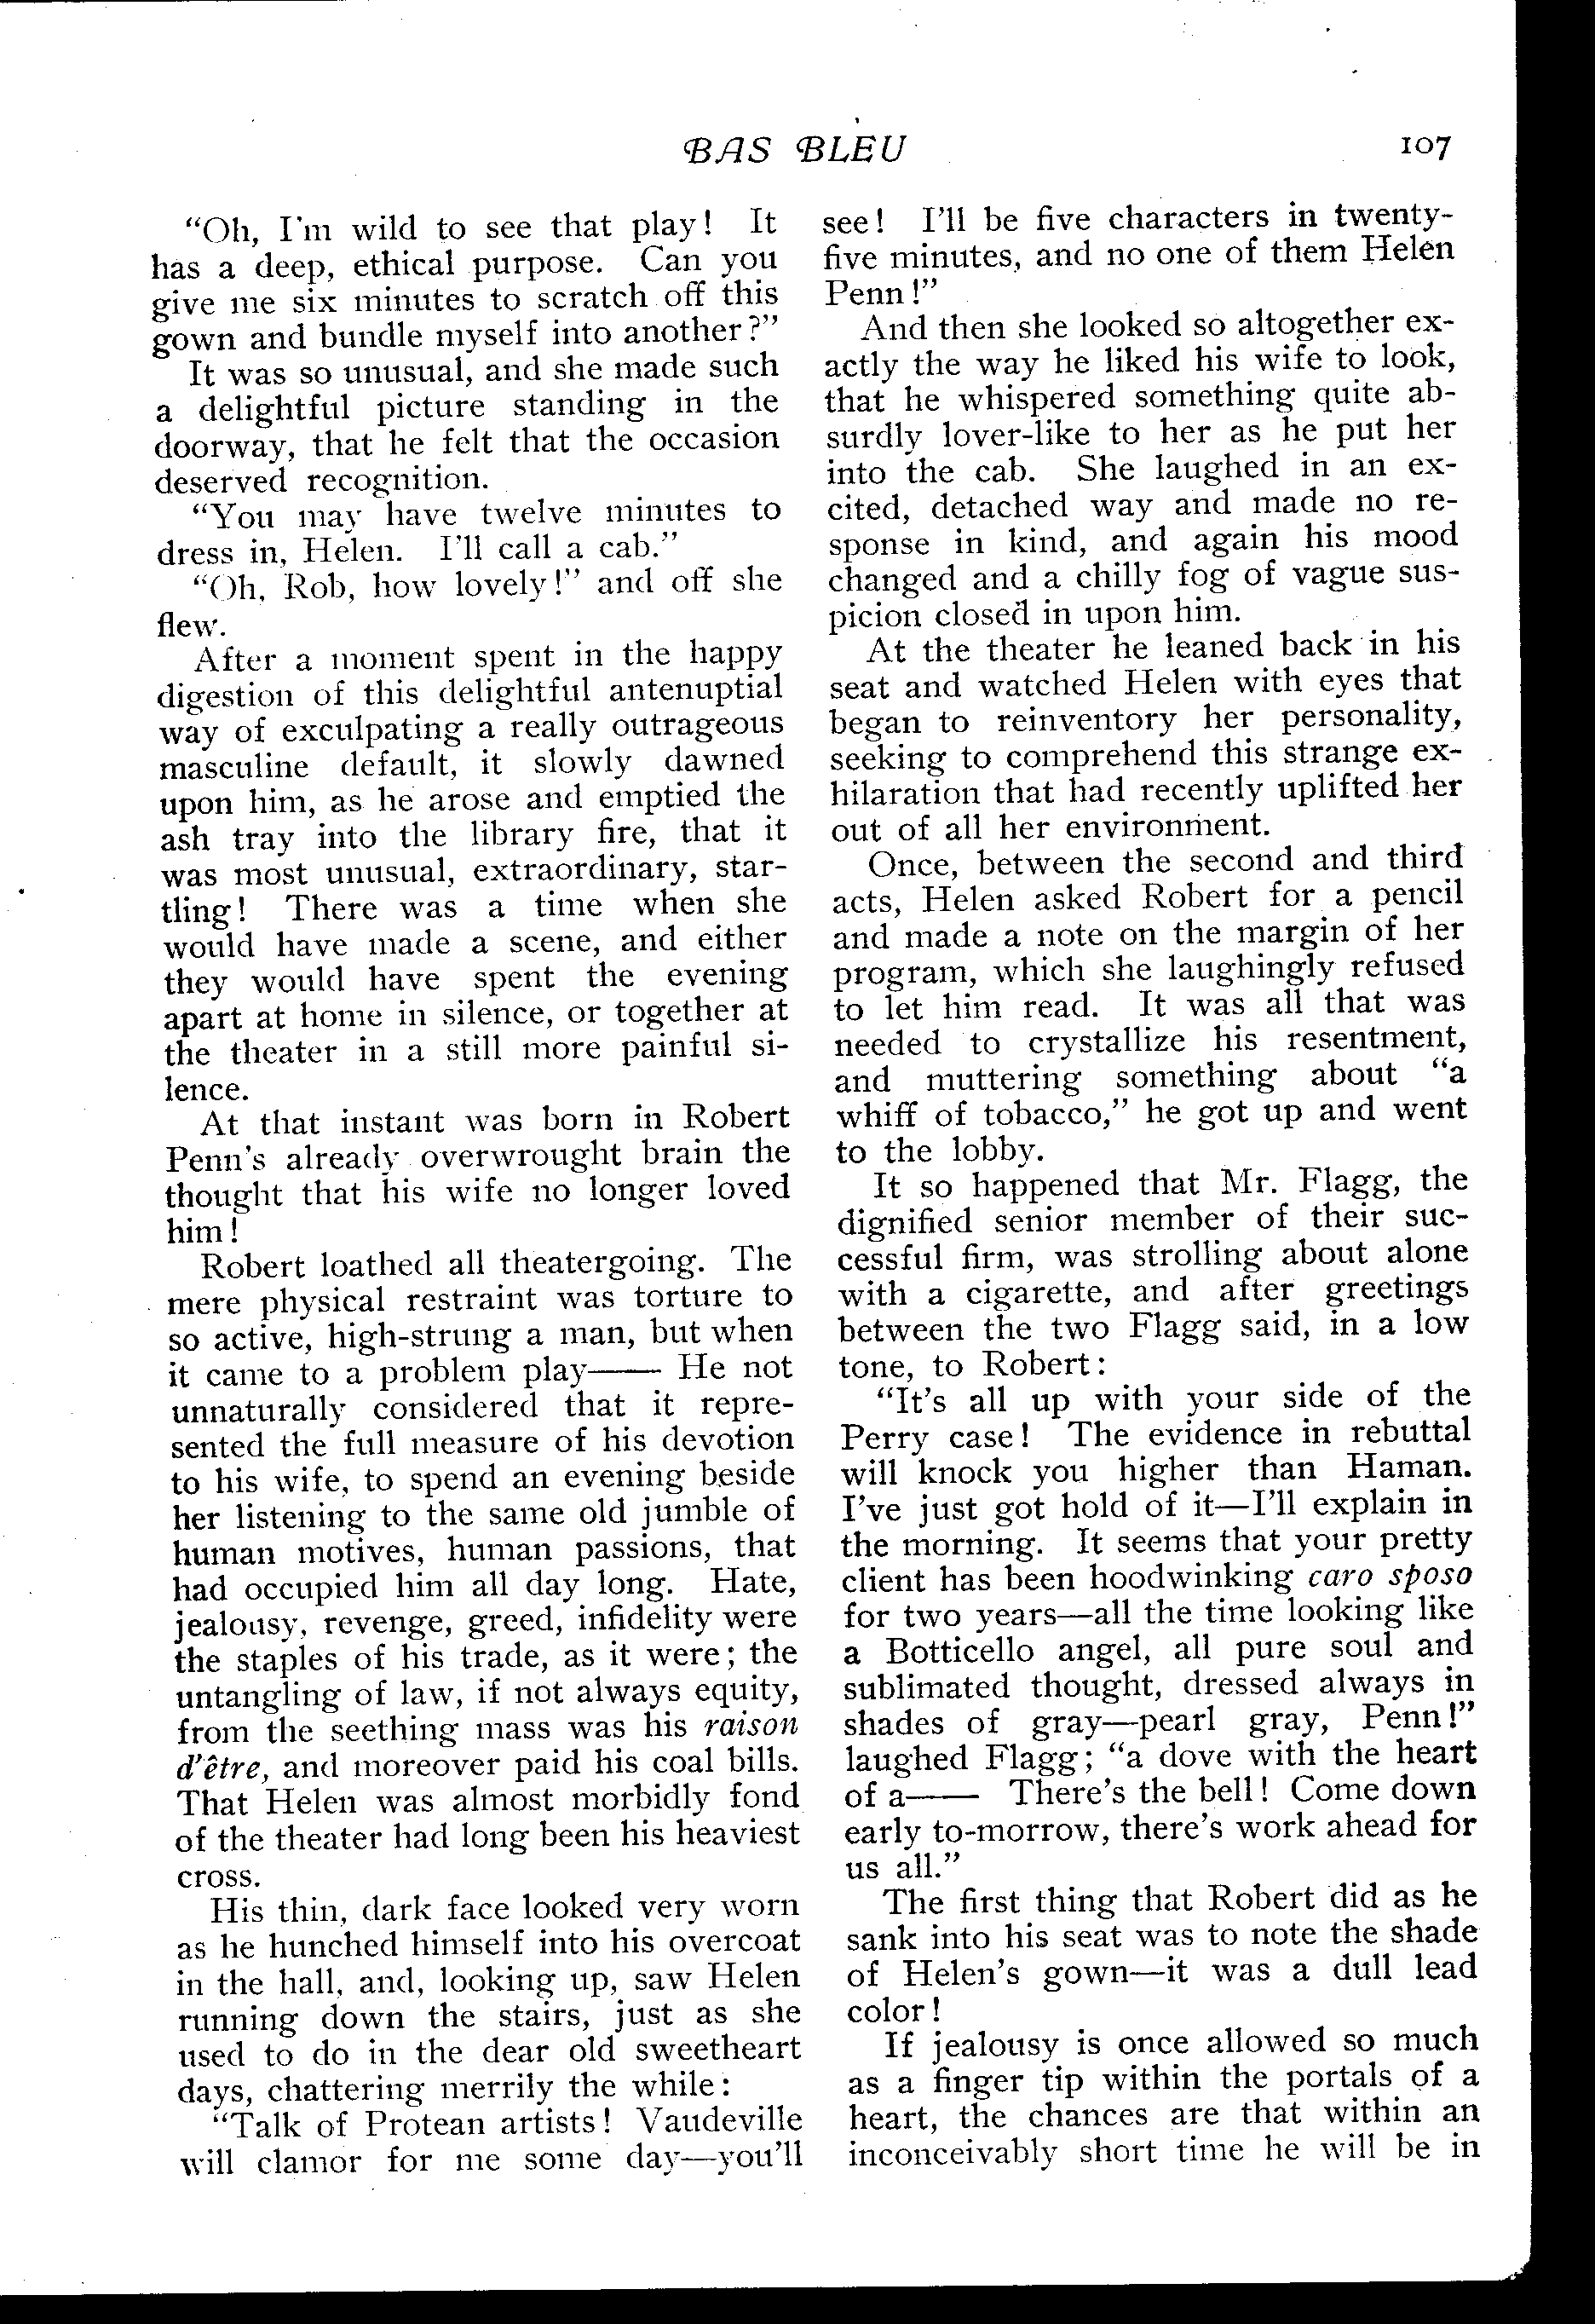 BAS BLEU
107
"Oh, I'm wild to see that play! It
has a deep, ethical purpose. Can you
give me six minutes to scratch off this
gown and bundle myself into another?"
It was so unusual, and she made such
a delightful picture standing in the
doorway, that he felt that the occasion
deserved recognition.
"You may have twelve minutes to
dress in, Helen. I'll call a cab."
"Oh, Rob, how lovely!" and off she
flew.
After a moment spent in the happy
digestion of this delightful antenuptial
way of exculpating a really outrageous
masculine default, it slowly dawned
upon him, as he arose and emptied the
ash tray into the library fire, that it
was most unusual, extraordinary, star-
tling! There was a time when she
would have made a scene, and either
they would have spent the evening
apart at home in silence, or together at
the theater in a still more painful si-
lence.
At that instant was born in Robert
Penn's already overwrought brain the
thought that his wife no longer loved
him!
Robert loathed all theatergoing. The
mere physical restraint was torture to
so active, high-strung a man, but when
it came to a problem play—— He not
unnaturally considered that it repre-
sented the full measure of his devotion
to his wife, to spend an evening beside
her listening to the same old jumble of
human motives, human passions, that
had occupied him all day long. Hate,
jealousy, revenge, greed, infidelity were
the staples of his trade, as it were; the
untangling of law, if not always equity,
from the seething mass was his raison
d'être, and moreover paid his coal bills.
That Helen was almost morbidly fond
of the theater had long been his heaviest
cross.
His thin, dark face looked very worn
as he hunched himself into his overcoat
in the hall, and, looking up, saw Helen
running down the stairs, just as she
used to do in the dear old sweetheart
days, chattering merrily the while:
"Talk of Protean artists! Vaudeville
will clamor for me some day—you'll
see! I'll be five characters in twenty-
five minutes, and no one of them Helen
Penn!"
And then she looked so altogether ex-
actly the way he liked his wife to look,
that he whispered something quite ab-
surdly lover-like to her as he put her
into the cab. She laughed in an ex-
cited, detached way and made no re-
sponse in kind, and again his mood
changed and a chilly fog of vague sus-
picion closed in upon him.
At the theater he leaned back in his
seat and watched Helen with eyes that
began to reinventory her personality,
seeking to comprehend this strange ex-
hilaration that had recently uplifted her
out of all her environment.
Once, between the second and third
acts, Helen asked Robert for a pencil
and made a note on the margin of her
program, which she laughingly refused
to let him read. It was all that was
needed to crystallize his resentment,
and muttering something about "a
whiff of tobacco," he got up and went
to the lobby.
It so happened that Mr. Flagg, the
dignified senior member of their suc-
cessful firm, was strolling about alone
with a cigarette, and after greetings
between the two Flagg said, in a low
tone, to Robert:
"It's all up with your side of the
Perry case! The evidence in rebuttal
will knock you higher than Haman.
I've just got hold of it—I'll explain in
the morning. It seems that your pretty
client has been hoodwinking caro sposo
for two years—all the time looking like
a Botticello angel, all pure soul and
sublimated thought, dressed always in
shades of gray—pearl gray, Penn!"
laughed Flagg; "a dove with the heart
of a—— There's the bell! Come down
early to-morrow, there's work ahead for
us all."
The first thing that Robert did as he
sank into his seat was to note the shade
of Helen's gown—it was a dull lead
color!
If jealousy is once allowed so much
as a finger tip within the portals of a
heart, the chances are that within an
inconceivably short time he will be in